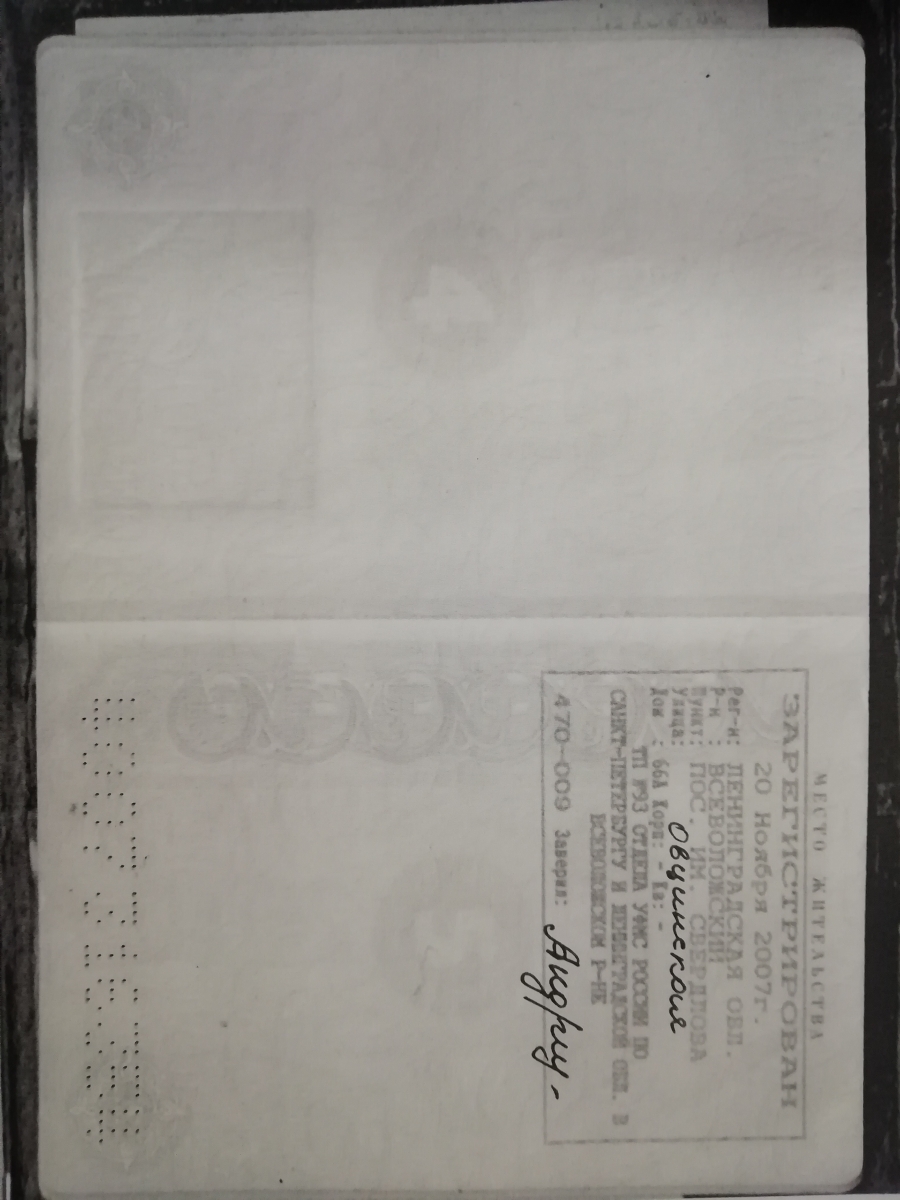 МЕСТО ЖИТЕЛЬСТВА
ЗАРЕГИСТРИРОВАН
20 Ноября 2007г.
Рег-н: ЛЕНИНГРАДСКАЯ ОБЛ.
Р-н : ВСЕВОЛОЖСКИЙ
Пункт: ПОС. ИМ. СВЕРДЛОВА
Улица: Овцинская
Дом : 66А Корп: - Кв: -
ТП №93 ОТДЕЛА УФМС РОССИИ ПО
САНКТ-ПЕТЕРБУРГУ И ЛЕНИНГРАДСКОЙ ОБЛ. В
ВСЕВОЛОЖСКОМ Р-НЕ
470-009 Заверил: